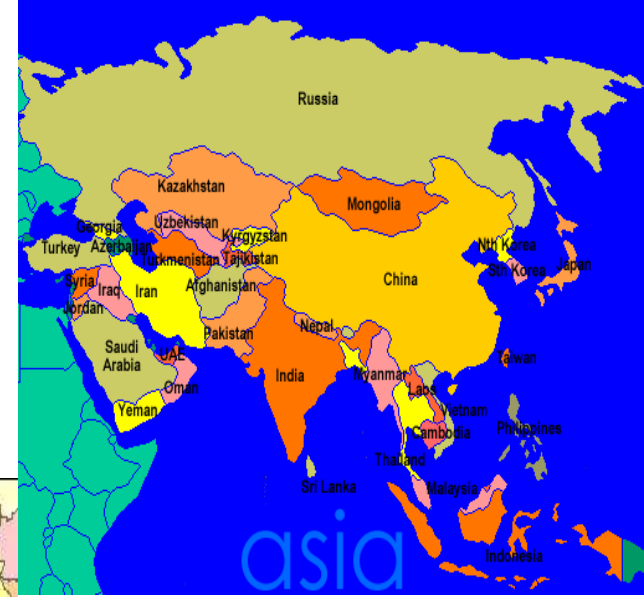 Russia
Kazakhstan
Mongolia
Georgia
Uzbekistan
Kyrgyzstan
Nth Korea
Turkey
Azerbaijan
Turkmenistan
Tajikistan
Sth Korea
Japan
Syria
Iraq
Iran
Afghanistan
China
Jordan
Pakistan
Nepal
Saudi
Arabia
UAE
India
Myanmar
Taiwan
Oman
Laos
Yeman
Vietnam
Cambodia
Philippines
Thailand
Sri Lanka
Malaysia
Indonesia
asia